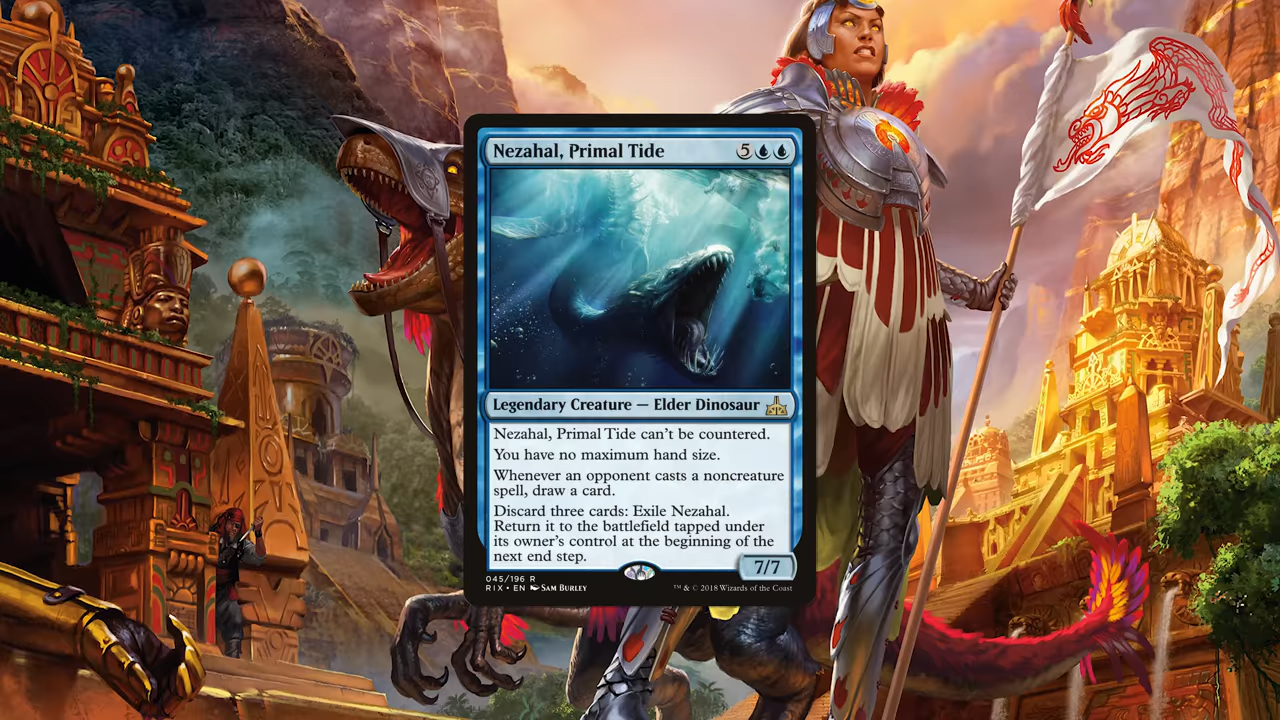 Nezahal, Primal Tide 5
Legendary Creature — Elder Dinosaur
Nezahal, Primal Tide can't be countered.
You have no maximum hand size.
Whenever an opponent casts a noncreature
spell, draw a card.
Discard three cards: Exile Nezahal.
Return it to the battlefield tapped under
its owner's control at the beginning of the
next end step.
7/7
045/196 R
RIX • EN Sam Burley
™ & © 2018 Wizards of the Coast